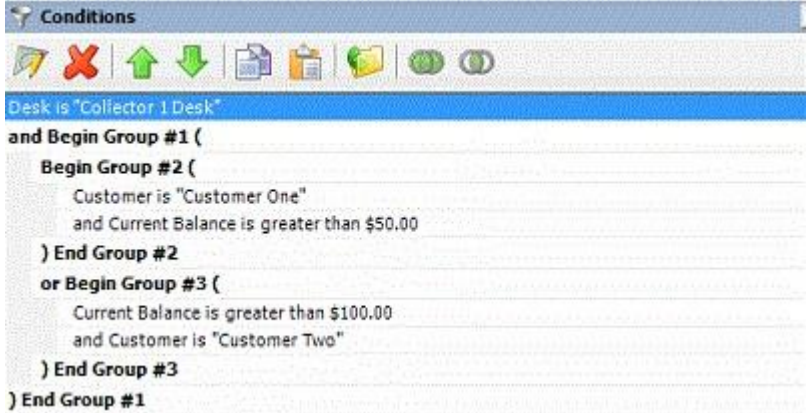 Conditions
Desk is "Collector 1 Desk"
and Begin Group #1 (
Begin Group #2 (
Customer is "Customer One"
and Current Balance is greater than $50.00
) End Group #2
or Begin Group #3 (
Current Balance is greater than $100.00
and Customer is "Customer Two"
) End Group #3
) End Group #1